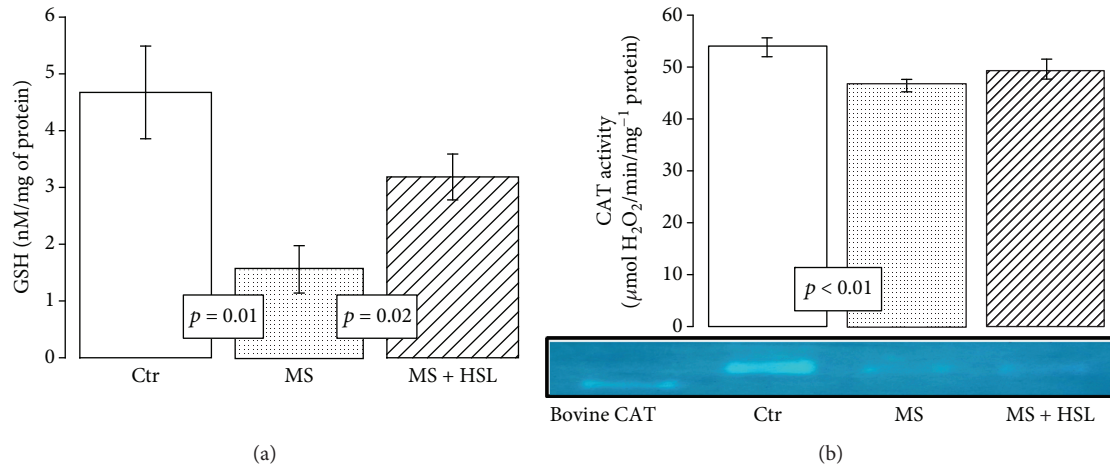 GSH (nM/mg of protein)
6
5
4
3
2
1
0
p = 0.01
p = 0.02
Ctr
MS
MS + HSL
(a)
CAT activity
(μmol H₂O₂/min/mg⁻¹ protein)
60
50
40
30
20
10
0
p < 0.01
Bovine CAT
Ctr
MS
MS + HSL
(b)